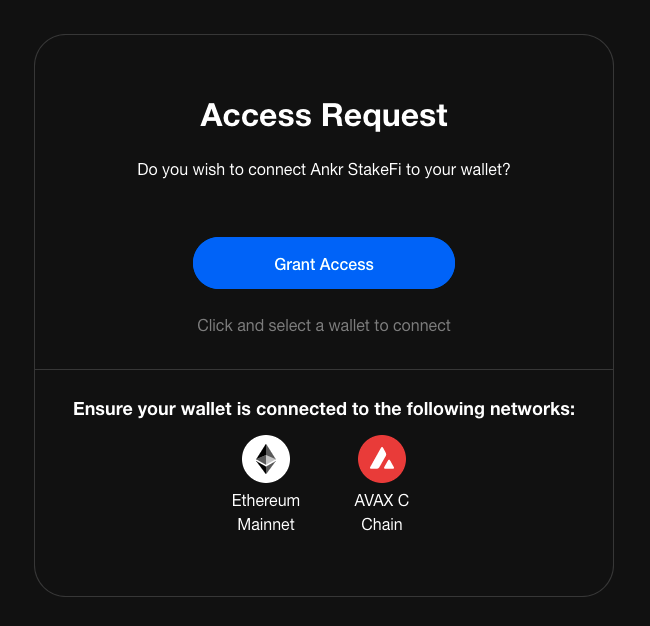 Access Request
Do you wish to connect Ankr StakeFi to your wallet?
Grant Access
Click and select a wallet to connect
Ensure your wallet is connected to the following networks:
Ethereum
Mainnet
AVAX C
Chain